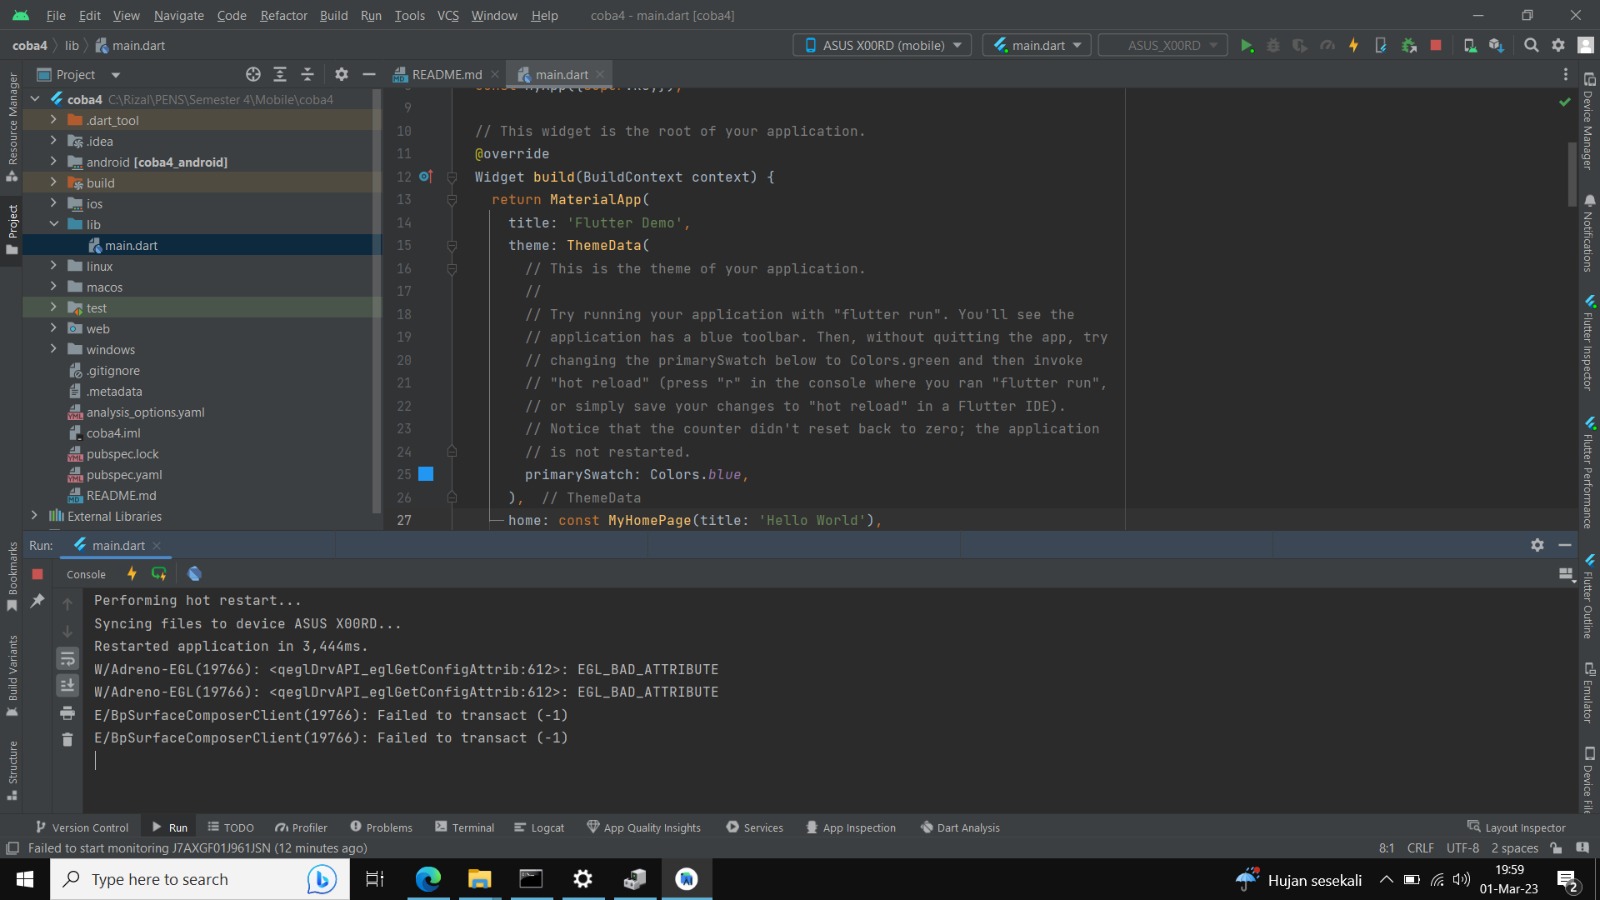 File Edit View Navigate Code Refactor Build Run Tools VCS Window Help coba4 - main.dart [coba4]
coba4 lib main.dart
ASUS X00RD (mobile) main.dart ASUS_X00RD
Project
README.md main.dart
Resource Manager
Project
Bookmarks
Build Variants
Structure
coba4 C:\Rizal\PENS\Semester 4\Mobile\coba4
.dart_tool
.idea
android [coba4_android]
build
ios
lib
main.dart
linux
macos
test
web
windows
.gitignore
.metadata
analysis_options.yaml
coba4.iml
pubspec.lock
pubspec.yaml
README.md
External Libraries
9
10 // This widget is the root of your application.
11 @override
12 Widget build(BuildContext context) {
13 return MaterialApp(
14 title: 'Flutter Demo',
15 theme: ThemeData(
16 // This is the theme of your application.
17 //
18 // Try running your application with "flutter run". You'll see the
19 // application has a blue toolbar. Then, without quitting the app, try
20 // changing the primarySwatch below to Colors.green and then invoke
21 // "hot reload" (press "r" in the console where you ran "flutter run",
22 // or simply save your changes to "hot reload" in a Flutter IDE).
23 // Notice that the counter didn't reset back to zero; the application
24 // is not restarted.
25 primarySwatch: Colors.blue,
26 ), // ThemeData
27 home: const MyHomePage(title: 'Hello World'),
Device Manager
Notifications
Flutter Inspector
Flutter Performance
Flutter Outline
Emulator
Device File
Run: main.dart
Console
Performing hot restart...
Syncing files to device ASUS X00RD...
Restarted application in 3,444ms.
W/Adreno-EGL(19766): <qeglDrvAPI_eglGetConfigAttrib:612>: EGL_BAD_ATTRIBUTE
W/Adreno-EGL(19766): <qeglDrvAPI_eglGetConfigAttrib:612>: EGL_BAD_ATTRIBUTE
E/BpSurfaceComposerClient(19766): Failed to transact (-1)
E/BpSurfaceComposerClient(19766): Failed to transact (-1)
Version Control Run TODO Profiler Problems Terminal Logcat App Quality Insights Services App Inspection Dart Analysis Layout Inspector
Failed to start monitoring J7AXGF01J961JSN (12 minutes ago) 8:1 CRLF UTF-8 2 spaces
Type here to search
Hujan sesekali
19:59
01-Mar-23
2